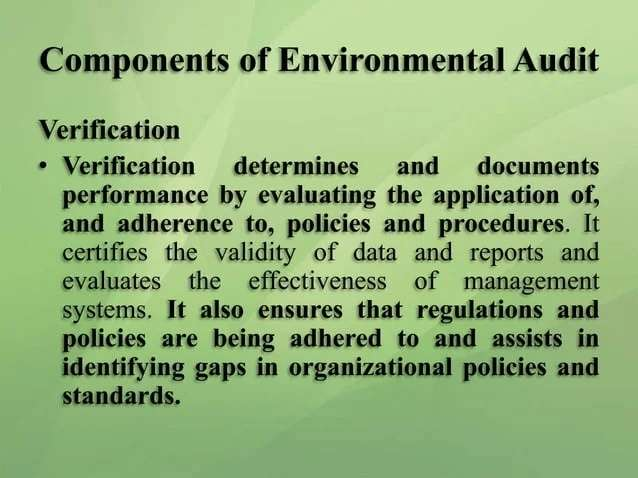 Components of Environmental Audit
Verification
• Verification determines and documents
performance by evaluating the application of,
and adherence to, policies and procedures. It
certifies the validity of data and reports and
evaluates the effectiveness of management
systems. It also ensures that regulations and
policies are being adhered to and assists in
identifying gaps in organizational policies and
standards.